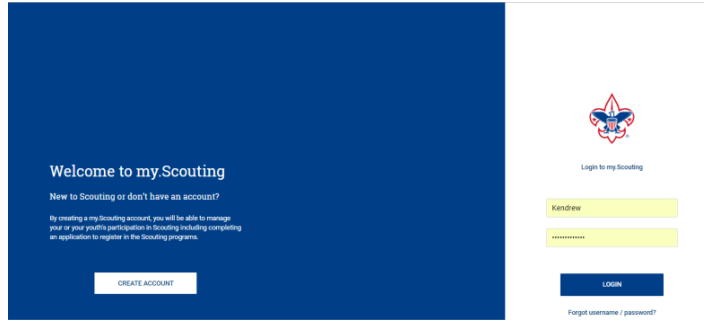 Welcome to my.Scouting
New to Scouting or don't have an account?
By creating a my.Scouting account, you will be able to manage
your or your youth's participation in Scouting including completing
an application to register in the Scouting programs.
CREATE ACCOUNT
Login to my.Scouting
Kendrew
•••••••••••••
LOGIN
Forgot username / password?